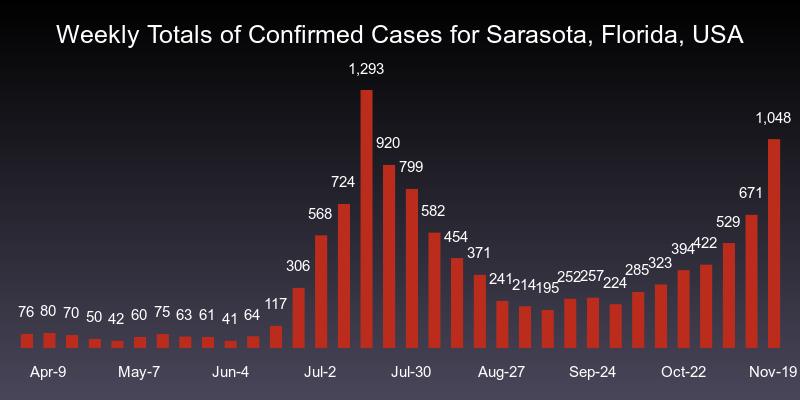 Weekly Totals of Confirmed Cases for Sarasota, Florida, USA
76 80 70 50 42 60 75 63 61 41 64 117 306 568 724 1,293 920 799 582 454 371 241 214 195 252 257 224 285 323 394 422 529 671 1,048
Apr-9 May-7 Jun-4 Jul-2 Jul-30 Aug-27 Sep-24 Oct-22 Nov-19